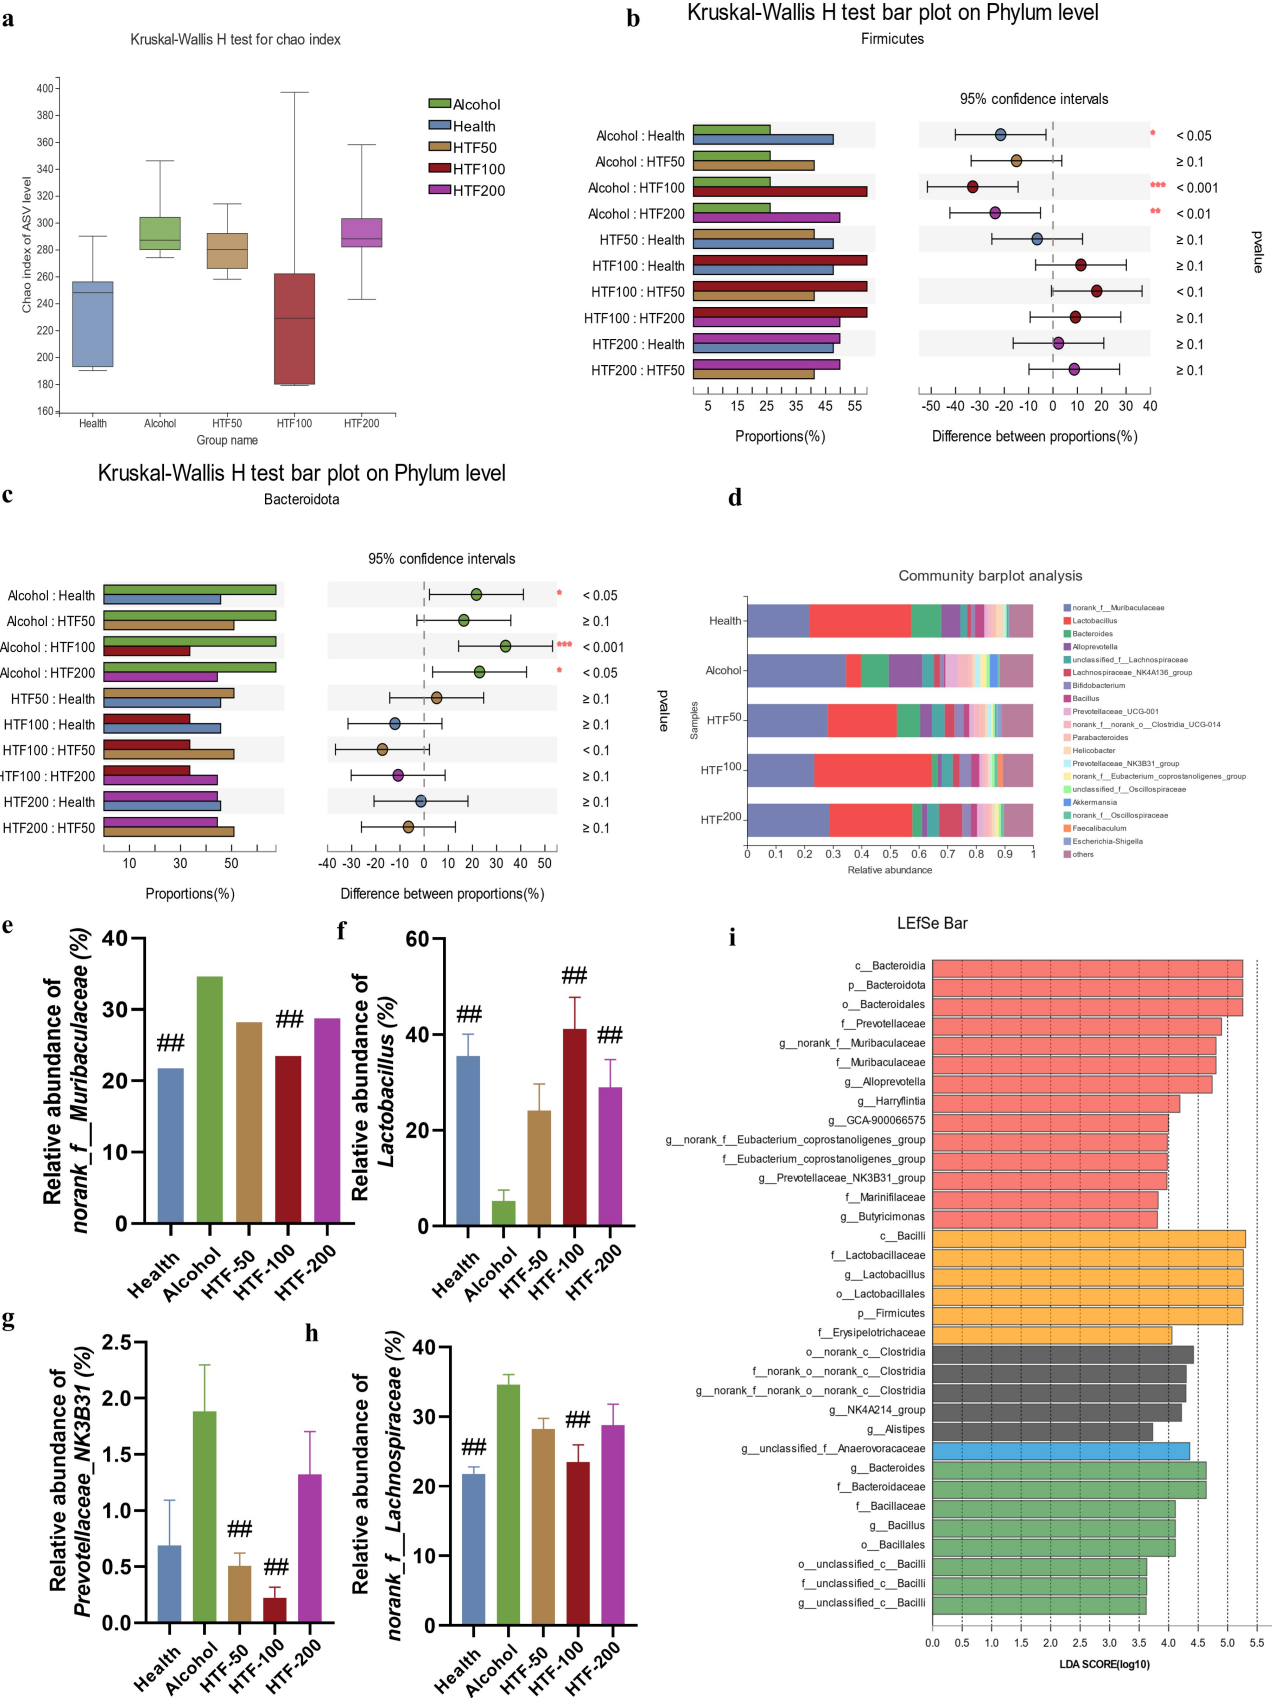 a
Kruskal-Wallis H test for chao index
Chao index of ASV level
400
380
360
340
320
300
280
260
240
220
200
180
160
Health
Alcohol
HTF50
HTF100
HTF200
Group name
Alcohol
Health
HTF50
HTF100
HTF200
b
Kruskal-Wallis H test bar plot on Phylum level
Firmicutes
95% confidence intervals
Alcohol : Health
* < 0.05
Alcohol : HTF50
≥ 0.1
Alcohol : HTF100
*** < 0.001
Alcohol : HTF200
** < 0.01
HTF50 : Health
≥ 0.1
HTF100 : Health
≥ 0.1
HTF100 : HTF50
< 0.1
HTF100 : HTF200
≥ 0.1
HTF200 : Health
≥ 0.1
HTF200 : HTF50
≥ 0.1
pvalue
5 15 25 35 45 55
-50 -40 -30 -20 -10 0 10 20 30 40
Proportions(%)
Difference between proportions(%)
c
Kruskal-Wallis H test bar plot on Phylum level
Bacteroidota
95% confidence intervals
Alcohol : Health
* < 0.05
Alcohol : HTF50
≥ 0.1
Alcohol : HTF100
*** < 0.001
Alcohol : HTF200
* < 0.05
HTF50 : Health
≥ 0.1
HTF100 : Health
≥ 0.1
HTF100 : HTF50
< 0.1
HTF100 : HTF200
≥ 0.1
HTF200 : Health
≥ 0.1
HTF200 : HTF50
≥ 0.1
pvalue
10 30 50
-40 -30 -20 -10 0 10 20 30 40 50
Proportions(%)
Difference between proportions(%)
d
Community barplot analysis
Samples
Health
Alcohol
HTF50
HTF100
HTF200
0 0.1 0.2 0.3 0.4 0.5 0.6 0.7 0.8 0.9 1
Relative abundance
norank_f__Muribaculaceae
Lactobacillus
Bacteroides
Alloprevotella
unclassified_f__Lachnospiraceae
Lachnospiraceae_NK4A136_group
Bifidobacterium
Bacillus
Prevotellaceae_UCG-001
norank_f__norank_o__Clostridia_UCG-014
Parabacteroides
Helicobacter
Prevotellaceae_NK3B31_group
norank_f__Eubacterium_coprostanoligenes_group
unclassified_f__Oscillospiraceae
Akkermansia
norank_f__Oscillospiraceae
Faecalibaculum
Escherichia-Shigella
others
e
Relative abundance of
norank_f__Muribaculaceae (%)
40
30
20
10
0
##
##
Health
Alcohol
HTF-50
HTF-100
HTF-200
f
Relative abundance of
Lactobacillus (%)
60
40
20
0
##
##
##
Health
Alcohol
HTF-50
HTF-100
HTF-200
g
Relative abundance of
Prevotellaceae_NK3B31 (%)
2.5
2.0
1.5
1.0
0.5
0.0
##
##
Health
Alcohol
HTF-50
HTF-100
HTF-200
h
Relative abundance of
norank_f__Lachnospiraceae (%)
40
30
20
10
0
##
##
Health
Alcohol
HTF-50
HTF-100
HTF-200
i
LEfSe Bar
c__Bacteroidia
p__Bacteroidota
o__Bacteroidales
f__Prevotellaceae
g__norank_f__Muribaculaceae
f__Muribaculaceae
g__Alloprevotella
g__Harryflintia
g__GCA-900066575
g__norank_f__Eubacterium_coprostanoligenes_group
f__Eubacterium_coprostanoligenes_group
g__Prevotellaceae_NK3B31_group
f__Marinifilaceae
g__Butyricimonas
c__Bacilli
f__Lactobacillaceae
g__Lactobacillus
o__Lactobacillales
p__Firmicutes
f__Erysipelotrichaceae
o__norank_c__Clostridia
f__norank_o__norank_c__Clostridia
g__norank_f__norank_o__norank_c__Clostridia
g__NK4A214_group
g__Alistipes
g__unclassified_f__Anaerovoracaceae
g__Bacteroides
f__Bacteroidaceae
f__Bacillaceae
g__Bacillus
o__Bacillales
o__unclassified_c__Bacilli
f__unclassified_c__Bacilli
g__unclassified_c__Bacilli
0.0 0.5 1.0 1.5 2.0 2.5 3.0 3.5 4.0 4.5 5.0 5.5
LDA SCORE(log10)